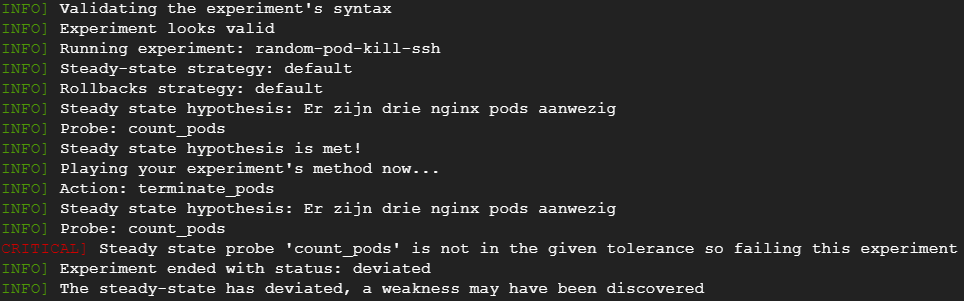 INFO] Validating the experiment's syntax
INFO] Experiment looks valid
INFO] Running experiment: random-pod-kill-ssh
INFO] Steady-state strategy: default
INFO] Rollbacks strategy: default
INFO] Steady state hypothesis: Er zijn drie nginx pods aanwezig
INFO] Probe: count_pods
INFO] Steady state hypothesis is met!
INFO] Playing your experiment's method now...
INFO] Action: terminate_pods
INFO] Steady state hypothesis: Er zijn drie nginx pods aanwezig
INFO] Probe: count_pods
CRITICAL] Steady state probe 'count_pods' is not in the given tolerance so failing this experiment
INFO] Experiment ended with status: deviated
INFO] The steady-state has deviated, a weakness may have been discovered